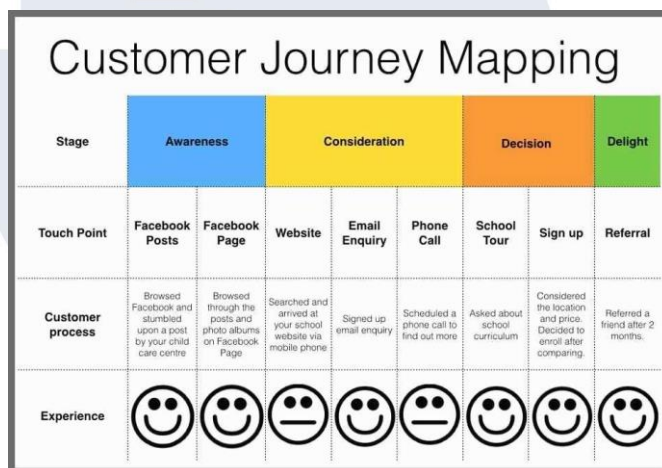 Customer Journey Mapping
Stage
Awareness
Consideration
Decision
Delight
Touch Point
Facebook
Posts
Facebook
Page
Website
Email
Enquiry
Phone
Call
School
Tour
Sign up
Referral
Customer
process
Browsed
Facebook and
stumbled
upon a post
by your child
care centre
Browsed
through the
posts and
photo albums
on Facebook
Page
Searched and
arrived at
your school
website via
mobile phone
Signed up
email enquiry
Scheduled a
phone call to
find out more
Asked about
school
curriculum
Considered
the location
and price.
Decided to
enroll after
comparing.
Referred a
friend after 2
months.
Experience